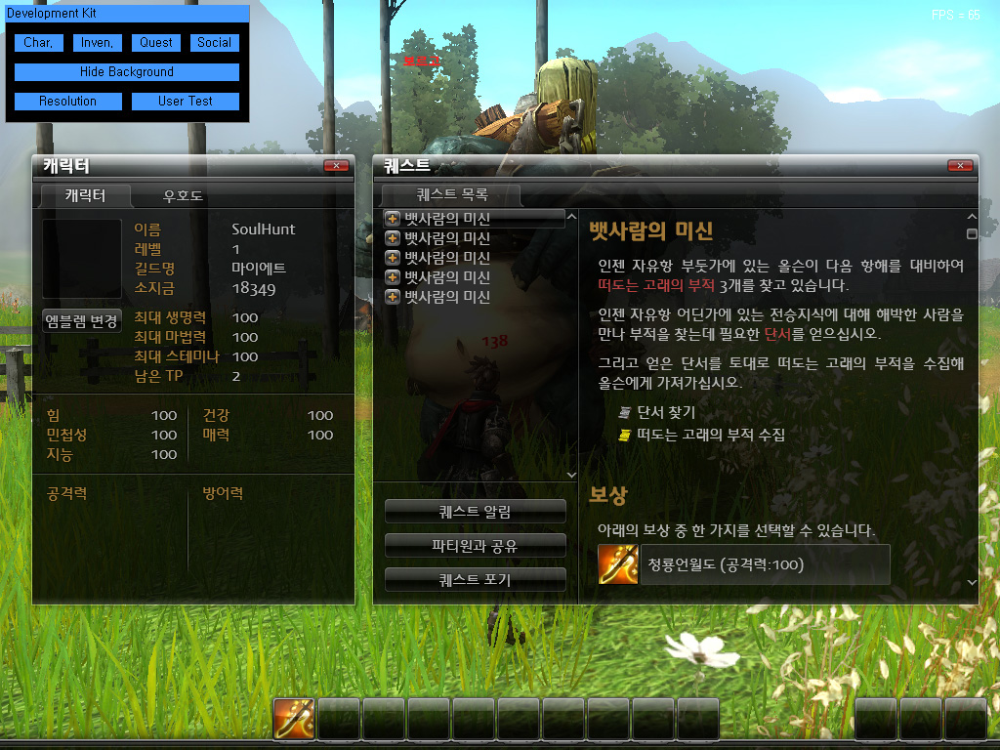 Development Kit
FPS = 65
Char,
Inven,
Quest
Social
Hide Background
Resolution
User Test
캐릭터
캐릭터
우호도
이름
SoulHunt
레벨
1
길드명
마이에트
소지금
18349
엠블렘 변경
최대 생명력
100
최대 마법력
100
최대 스테미나
100
남은 TP
2
힘
100
건강
100
민첩성
100
매력
100
지능
100
공격력
방어력
퀘스트
퀘스트 목록
뱃사람의 미신
뱃사람의 미신
뱃사람의 미신
뱃사람의 미신
뱃사람의 미신
138
퀘스트 알림
파티원과 공유
퀘스트 포기
뱃사람의 미신
인젠 자유항 부둣가에 있는 올슨이 다음 항해를 대비하여
떠도는 고래의 부적 3개를 찾고 있습니다.
인젠 자유항 어딘가에 있는 전승지식에 대해 해박한 사람을
만나 부적을 찾는데 필요한 단서를 얻으십시오.
그리고 얻은 단서를 토대로 떠도는 고래의 부적을 수집해
올슨에게 가져가십시오.
단서 찾기
떠도는 고래의 부적 수집
보상
아래의 보상 중 한 가지를 선택할 수 있습니다.
청룡언월도 (공격력:100)